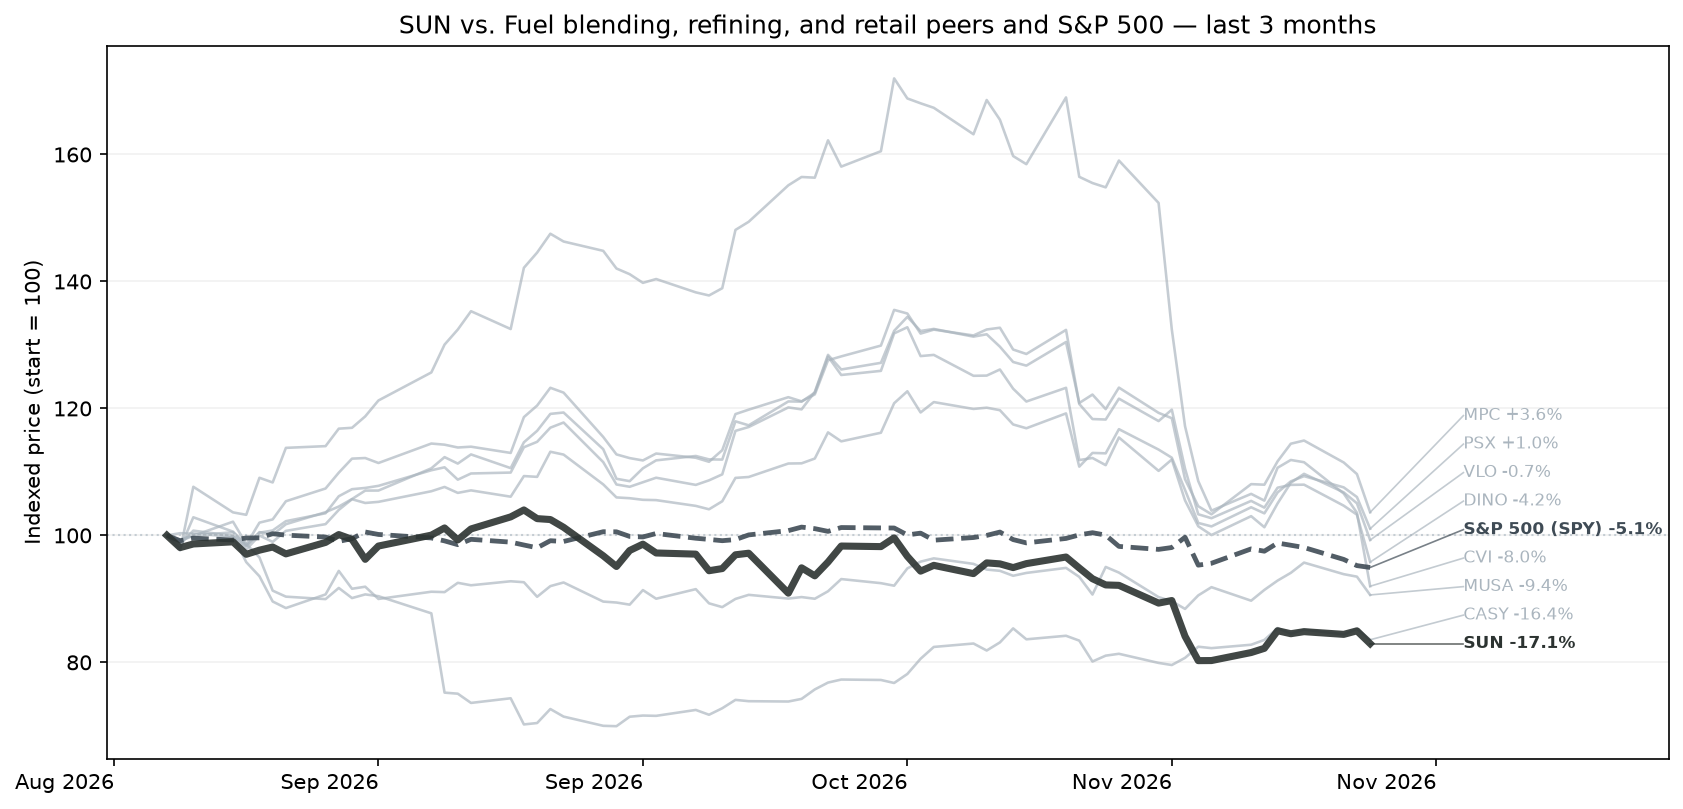 SUN vs. Fuel blending, refining, and retail peers and S&P 500 — last 3 months
Indexed price (start = 100)
160
140
120
100
80
MPC +3.6%
PSX +1.0%
VLO -0.7%
DINO -4.2%
S&P 500 (SPY) -5.1%
CVI -8.0%
MUSA -9.4%
CASY -16.4%
SUN -17.1%
Aug 2026
Sep 2026
Sep 2026
Oct 2026
Nov 2026
Nov 2026